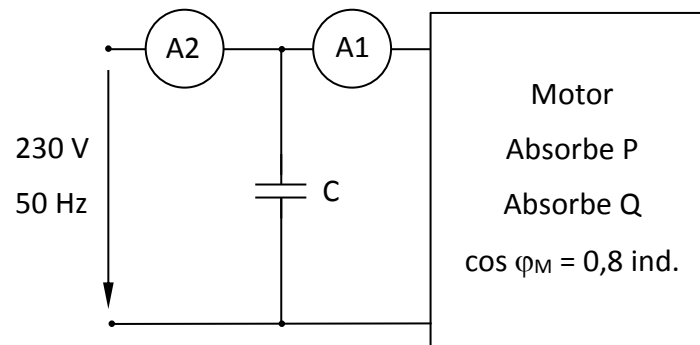 A2
A1
230 V
50 Hz
C
Motor
Absorbe P
Absorbe Q
cos φM = 0,8 ind.